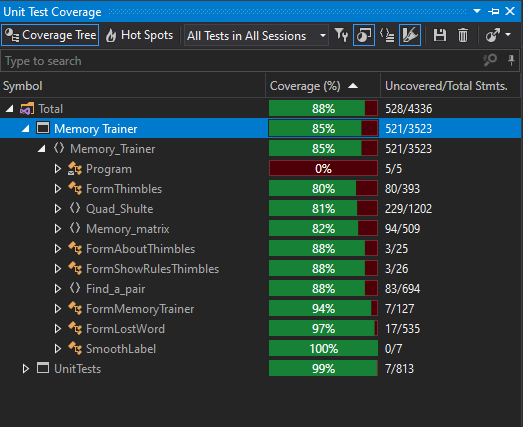 Unit Test Coverage
Coverage Tree Hot Spots All Tests in All Sessions
Type to search
Symbol Coverage (%) Uncovered/Total Stmts.
Total 88% 528/4336
Memory Trainer 85% 521/3523
Memory_Trainer 85% 521/3523
Program 0% 5/5
FormThimbles 80% 80/393
Quad_Shulte 81% 229/1202
Memory_matrix 82% 94/509
FormAboutThimbles 88% 3/25
FormShowRulesThimbles 88% 3/26
Find_a_pair 88% 83/694
FormMemoryTrainer 94% 7/127
FormLostWord 97% 17/535
SmoothLabel 100% 0/7
UnitTests 99% 7/813